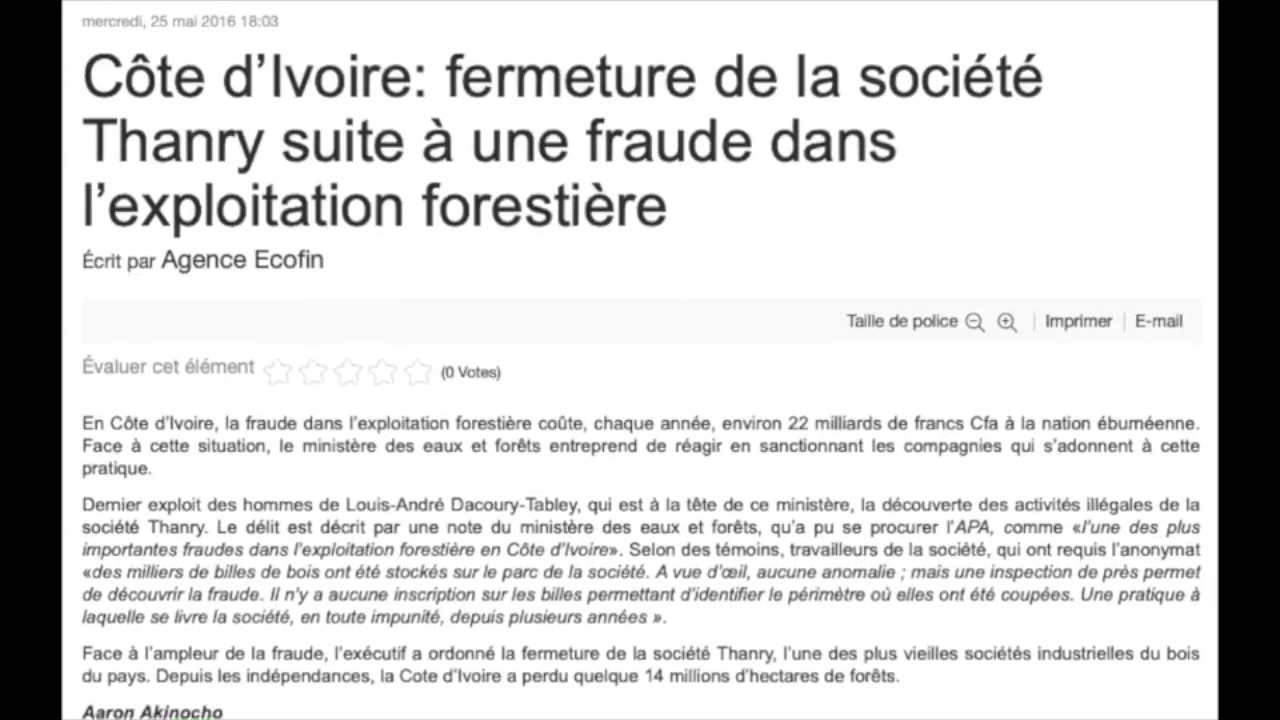 mercredi, 25 mai 2016 18:03
Côte d’Ivoire: fermeture de la société
Thanry suite à une fraude dans
l’exploitation forestière
Écrit par Agence Ecofin
Taille de police Imprimer E-mail
Évaluer cet élément (0 Votes)
En Côte d’Ivoire, la fraude dans l’exploitation forestière coûte, chaque année, environ 22 milliards de francs Cfa à la nation ébuméenne.
Face à cette situation, le ministère des eaux et forêts entreprend de réagir en sanctionnant les compagnies qui s’adonnent à cette
pratique.
Dernier exploit des hommes de Louis-André Dacoury-Tabley, qui est à la tête de ce ministère, la découverte des activités illégales de la
société Thanry. Le délit est décrit par une note du ministère des eaux et forêts, qu’a pu se procurer l’APA, comme «l’une des plus
importantes fraudes dans l’exploitation forestière en Côte d’Ivoire». Selon des témoins, travailleurs de la société, qui ont requis l’anonymat
«des milliers de billes de bois ont été stockés sur le parc de la société. A vue d’œil, aucune anomalie ; mais une inspection de près permet
de découvrir la fraude. Il n’y a aucune inscription sur les billes permettant d’identifier le périmètre où elles ont été coupées. Une pratique à
laquelle se livre la société, en toute impunité, depuis plusieurs années ».
Face à l’ampleur de la fraude, l’exécutif a ordonné la fermeture de la société Thanry, l’une des plus vieilles sociétés industrielles du bois
du pays. Depuis les indépendances, la Cote d’Ivoire a perdu quelque 14 millions d’hectares de forêts.
Aaron Akinocho